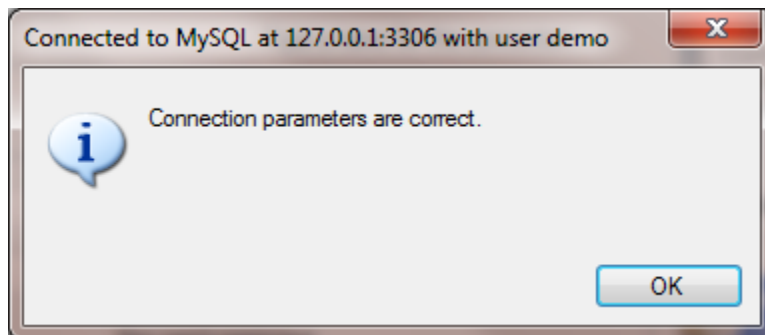 Connected to MySQL at 127.0.0.1:3306 with user demo
Connection parameters are correct.
OK